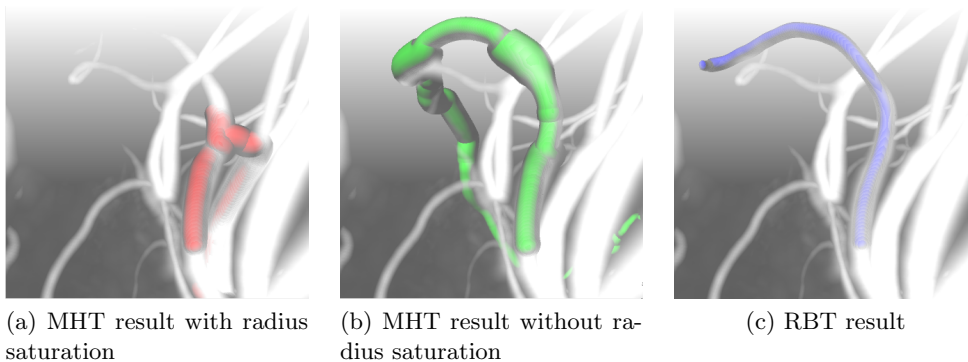 (a) MHT result with radius
saturation
(b) MHT result without ra-
dius saturation
(c) RBT result